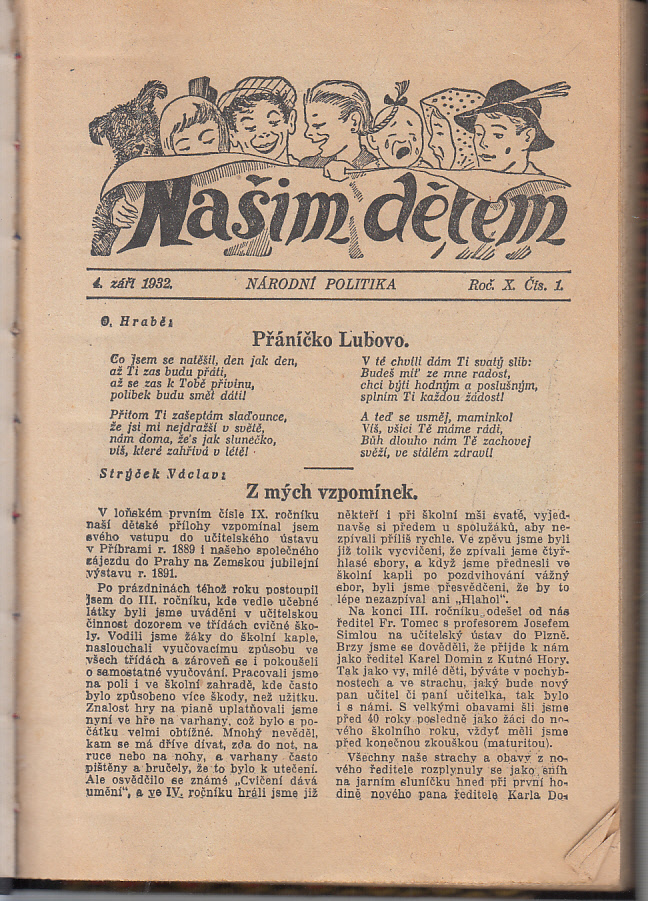 Našim dětem
4. září 1932. NÁRODNÍ POLITIKA Roč. X. Čís. 1.
O. Hrabě:
Přáníčko Lubovo.
Co jsem se natěšil, den jak den,
až Ti zas budu přáti,
až se zas k Tobě přivinu,
polibek budu smět dáti!
Přitom Ti zašeptám slaďounce,
že jsi mi nejdražší v světě,
nám doma, že's jak slunéčko,
víš, které zahřívá v létě!
V té chvíli dám Ti svatý slib:
Budeš míť ze mne radost,
chci býti hodným a poslušným,
splním Ti každou žádost!
A teď se usměj, maminko!
Víš, všici Tě máme rádi,
Bůh dlouho nám Tě zachovej
svěží, ve stálém zdraví!
Strýček Václav:
Z mých vzpomínek.
V loňském prvním čísle IX. ročníku
naší dětské přílohy vzpomínal jsem
svého vstupu do učitelského ústavu
v Příbrami r. 1889 i našeho společného
zájezdu do Prahy na Zemskou jubilejní
výstavu r. 1891.
Po prázdninách téhož roku postoupil
jsem do III. ročníku, kde vedle učebné
látky byli jsme uváděni v učitelskou
činnost dozorem ve třídách cvičné ško-
ly. Vodili jsme žáky do školní kaple,
naslouchali vyučovacímu způsobu ve
všech třídách a zároveň se i pokoušeli
o samostatné vyučování. Pracovali jsme
na poli i ve školní zahradě, kde často
bylo způsobeno více škody, než užitku.
Znalost hry na piano uplatňovali jsme
nyní ve hře na varhany, což bylo s po-
čátku velmi obtížné. Mnohý nevěděl,
kam se má dříve dívat, zda do not, na
ruce nebo na nohy, a varhany často
pištěny a bručely, že to bylo k utečení.
Ale osvědčilo se známé „Cvičení dává
umění“, a ve IV. ročníku hráli jsme již
někteří i při školní mši svaté, vyjed-
navše si předem u spolužáků, aby ne-
zpívali příliš rychle. Ve zpěvu jsme byli
již tolik vycvičeni, že zpívali jsme čtyř-
hlasé sbory, a když jsme přednesli ve
školní kapli po pozdvihování vážný
sbor, byli jsme přesvědčeni, že by to
lépe nezazpíval ani „Hlahol“.
Na konci III. ročníku odešel od nás
ředitel Fr. Tomec s profesorem Josefem
Simlou na učitelský ústav do Plzně.
Brzy jsme se dověděli, že přijde k nám
jako ředitel Karel Domin z Kutné Hory.
Tak jako vy, milé děti, býváte v pochyb-
nostech a ve strachu, jaký bude nový
pan učitel či paní učitelka, tak bylo
i s námi. S velkými obavami šli jsme
před 40 roky posledně jako žáci do no-
vého školního roku, vždyť měli jsme
před konečnou zkouškou (maturitou).
Všechny naše strachy a obavy z no-
vého ředitele rozplynuly se jako sníh
na jarním sluníčku hned při první ho-
dině nového pana ředitele Karla Do-